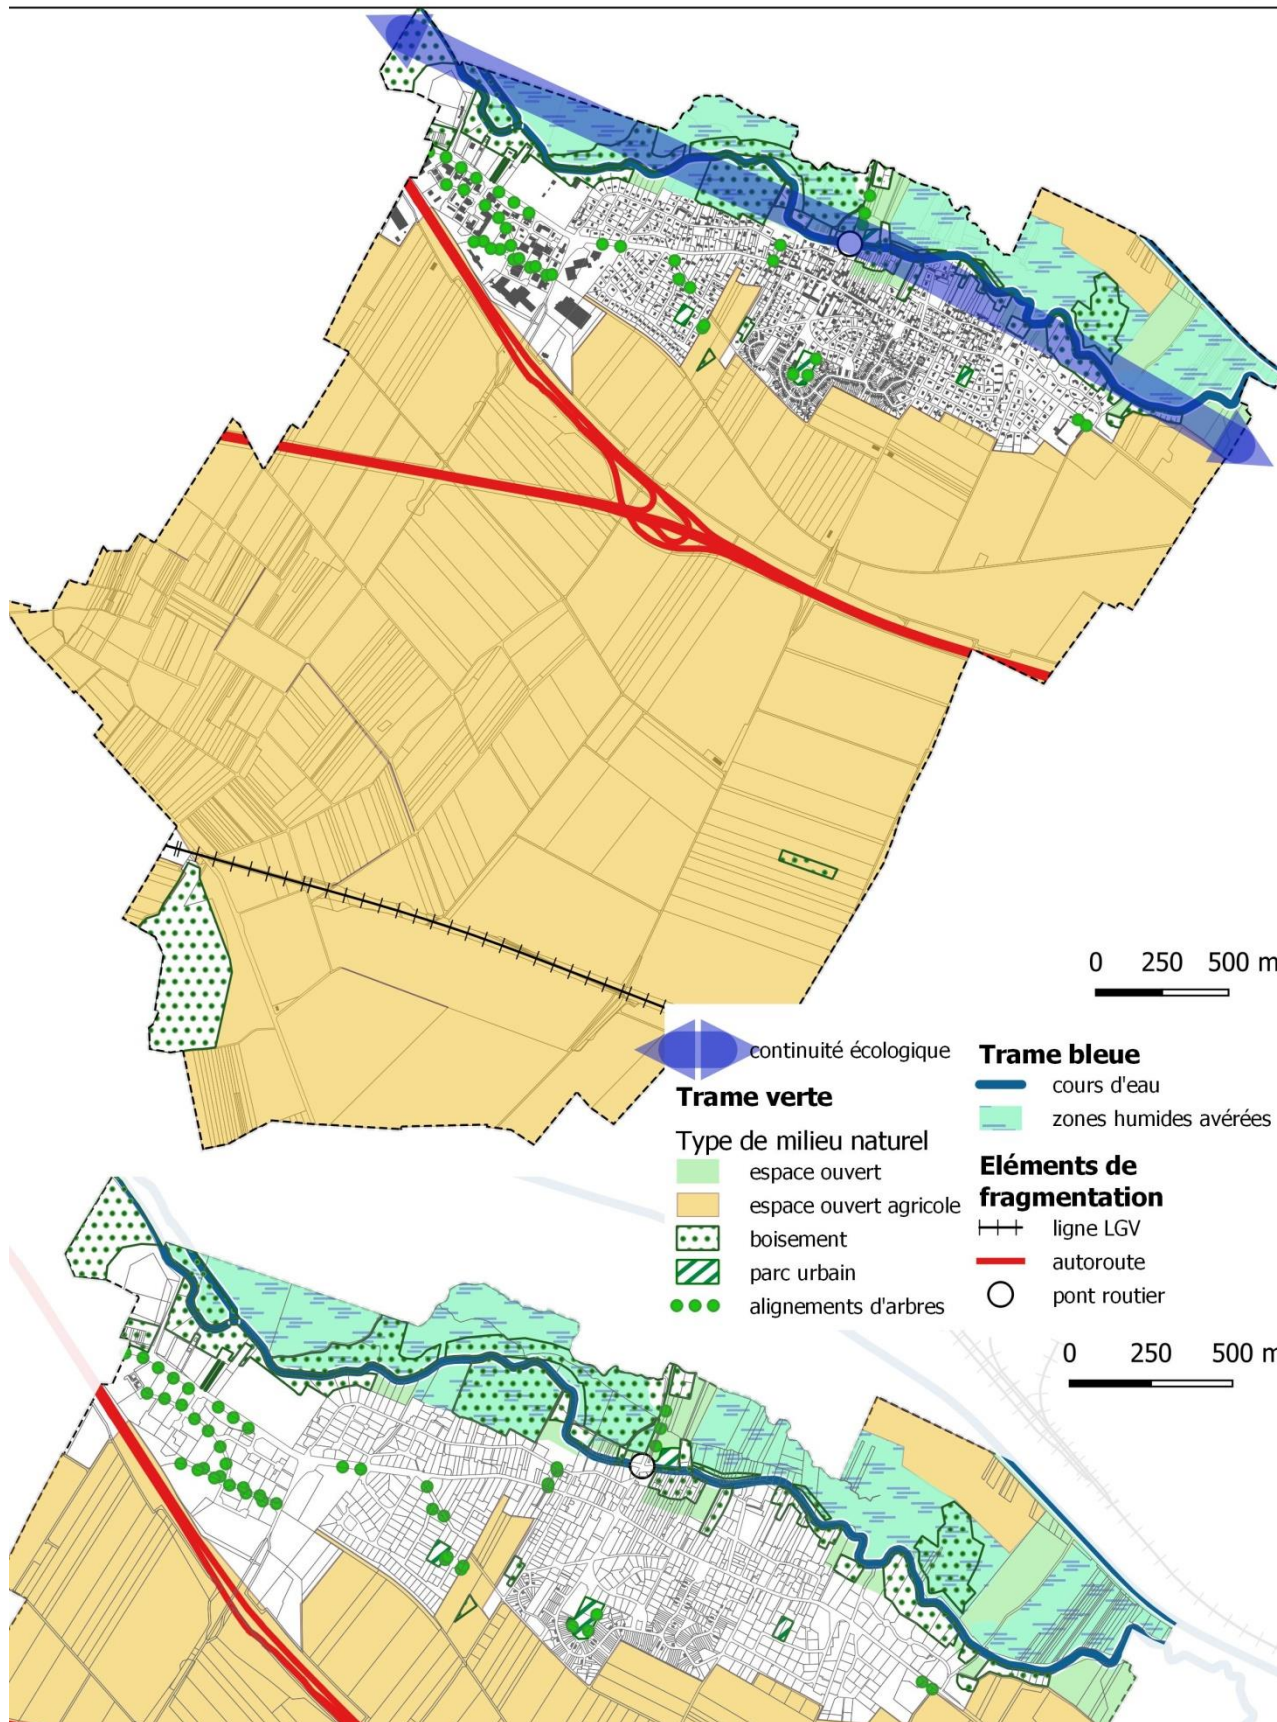 0 250 500 m
continuité écologique
Trame verte
Type de milieu naturel
espace ouvert
espace ouvert agricole
boisement
parc urbain
alignements d'arbres
Trame bleue
cours d'eau
zones humides avérées
Eléments de
fragmentation
ligne LGV
autoroute
pont routier
0 250 500 m